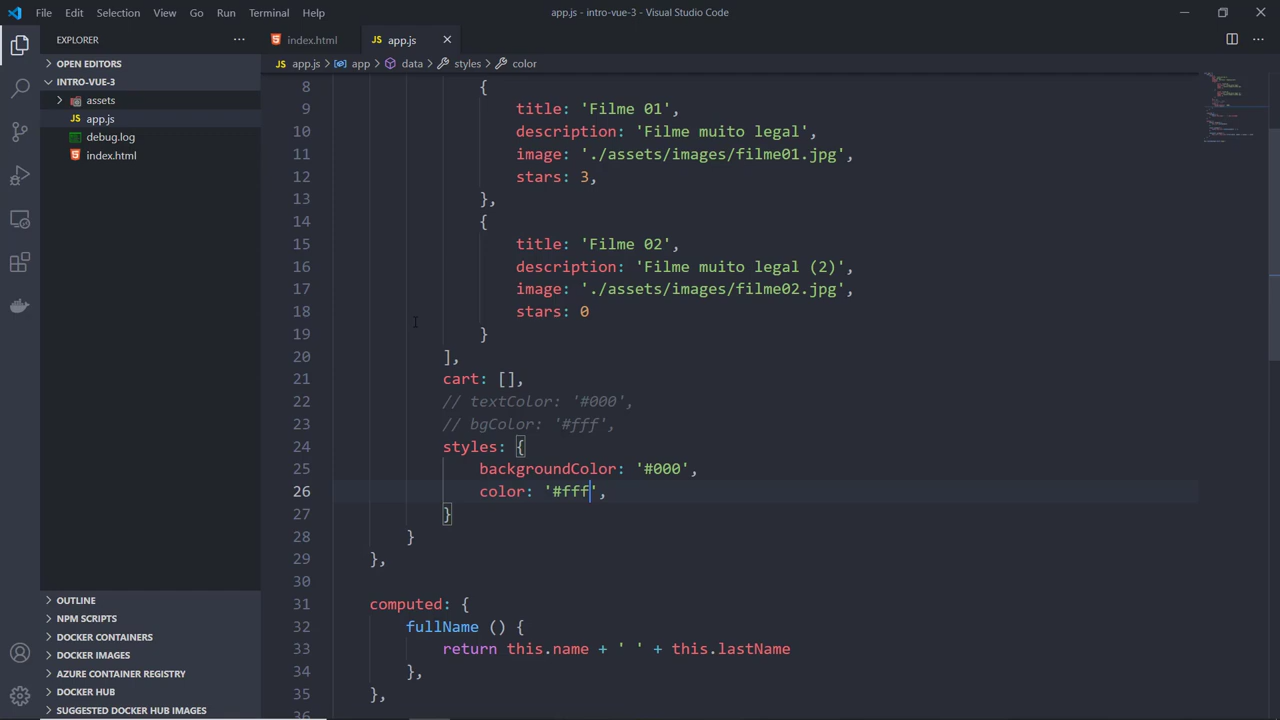 File Edit Selection View Go Run Terminal Help
app.js - intro-vue-3 - Visual Studio Code
EXPLORER
index.html
JS app.js
OPEN EDITORS
INTRO-VUE-3
assets
JS app.js
debug.log
index.html
OUTLINE
NPM SCRIPTS
DOCKER CONTAINERS
DOCKER IMAGES
AZURE CONTAINER REGISTRY
DOCKER HUB
SUGGESTED DOCKER HUB IMAGES
JS app.js > app > data > styles > color
8 {
9 title: 'Filme 01',
10 description: 'Filme muito legal',
11 image: './assets/images/filme01.jpg',
12 stars: 3,
13 },
14 {
15 title: 'Filme 02',
16 description: 'Filme muito legal (2)',
17 image: './assets/images/filme02.jpg',
18 stars: 0
19 }
20 ],
21 cart: [],
22 // textColor: '#000',
23 // bgColor: '#fff',
24 styles: {
25 backgroundColor: '#000',
26 color: '#fff',
27 }
28 }
29 },
30
31 computed: {
32 fullName () {
33 return this.name + ' ' + this.lastName
34 },
35 },
36